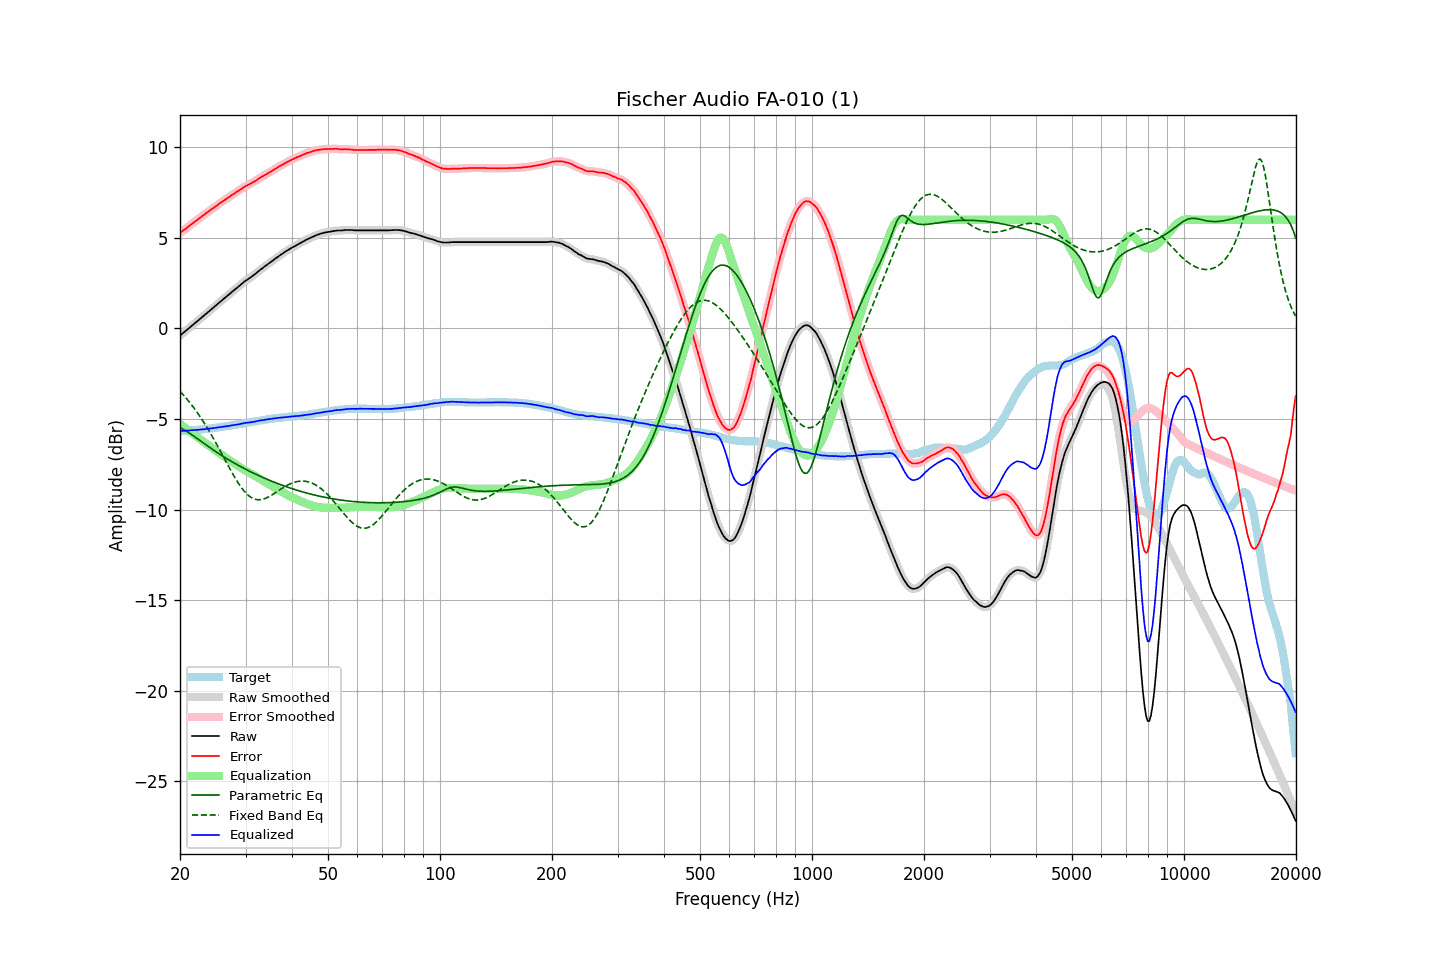 Fischer Audio FA-010 (1)
Amplitude (dBr)
10
5
0
−5
−10
−15
−20
−25
Target
Raw Smoothed
Error Smoothed
Raw
Error
Equalization
Parametric Eq
Fixed Band Eq
Equalized
20
50
100
200
500
1000
2000
5000
10000
20000
Frequency (Hz)